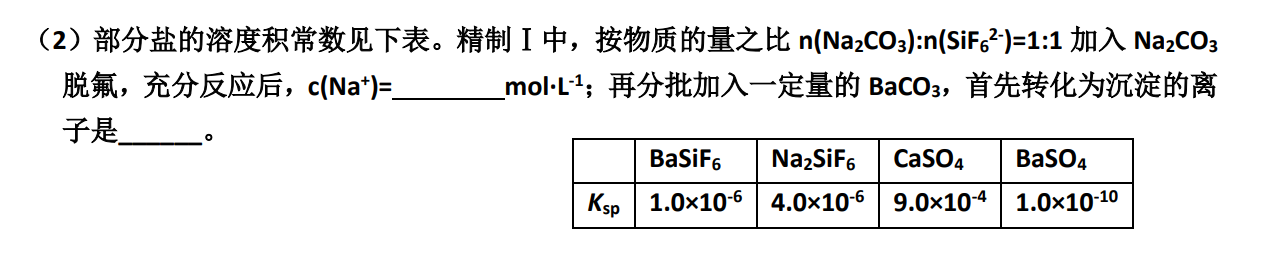 （2）部分盐的溶度积常数见下表。精制Ⅰ中，按物质的量之比 n(Na₂CO₃):n(SiF₆²⁻)=1:1 加入 Na₂CO₃
脱氟，充分反应后，c(Na⁺)=________mol·L⁻¹；再分批加入一定量的 BaCO₃，首先转化为沉淀的离
子是______。
BaSiF₆ Na₂SiF₆ CaSO₄ BaSO₄
Ksp 1.0×10⁻⁶ 4.0×10⁻⁶ 9.0×10⁻⁴ 1.0×10⁻¹⁰